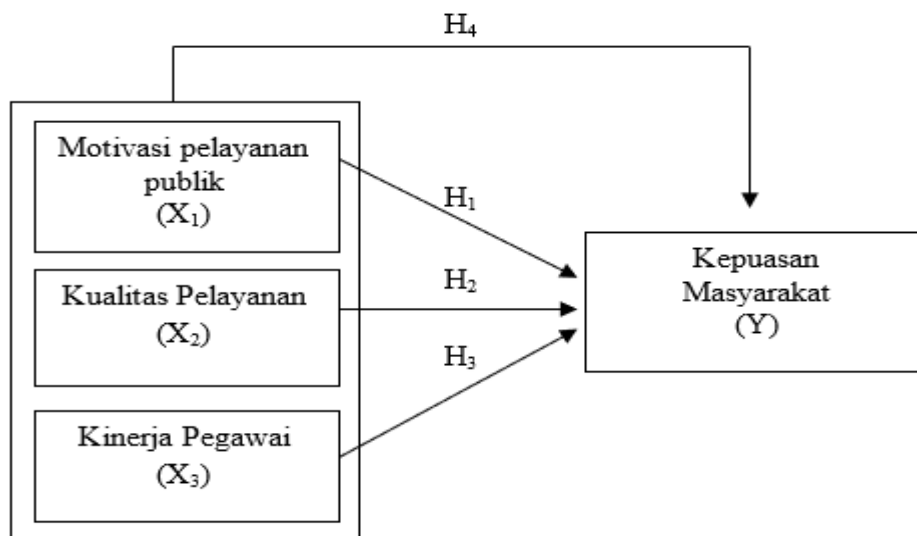 H₄
Motivasi pelayanan
publik
(X₁)
H₁
Kualitas Pelayanan
(X₂)
H₂
Kinerja Pegawai
(X₃)
H₃
Kepuasan
Masyarakat
(Y)